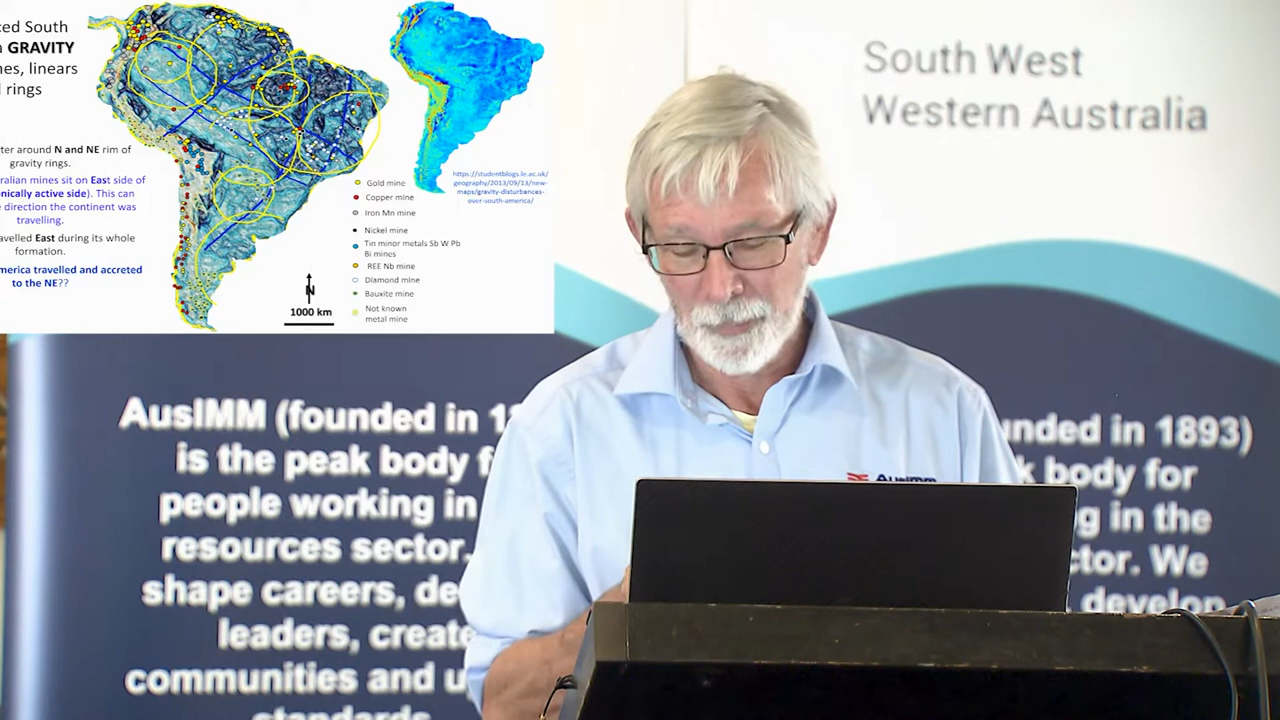 ced South
GRAVITY
nes, linears
rings
ter around N and NE rim of
gravity rings.
ralian mines sit on East side of
onically active side). This can
direction the continent was
travelling.
avelled East during its whole
formation.
merica travelled and accreted
to the NE??
Gold mine
Copper mine
Iron Mn mine
Nickel mine
Tin minor metals Sb W Pb
Bi mines
REE Nb mine
Diamond mine
Bauxite mine
Not known
metal mine
N
1000 km
https://studentblogs.le.ac.uk/
geography/2013/09/13/new-
maps/gravity-disturbances-
over-south-america/
South West
Western Australia
AusIMM (founded in 1
is the peak body f
people working in
resources sector.
shape careers, de
leaders, create
communities and u
standards
unded in 1893)
k body for
g in the
ctor. We
develop
AusIMM